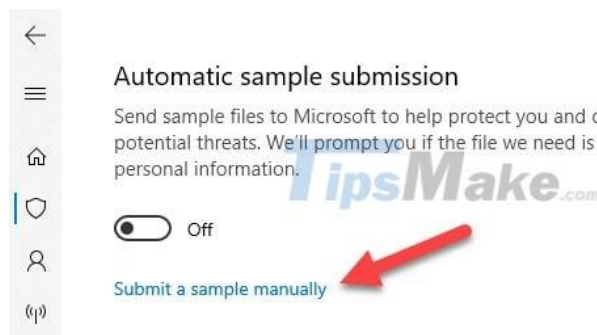 Automatic sample submission
Send sample files to Microsoft to help protect you and
potential threats. We'll prompt you if the file we need is
personal information.
TipsMake.com
Off
Submit a sample manually